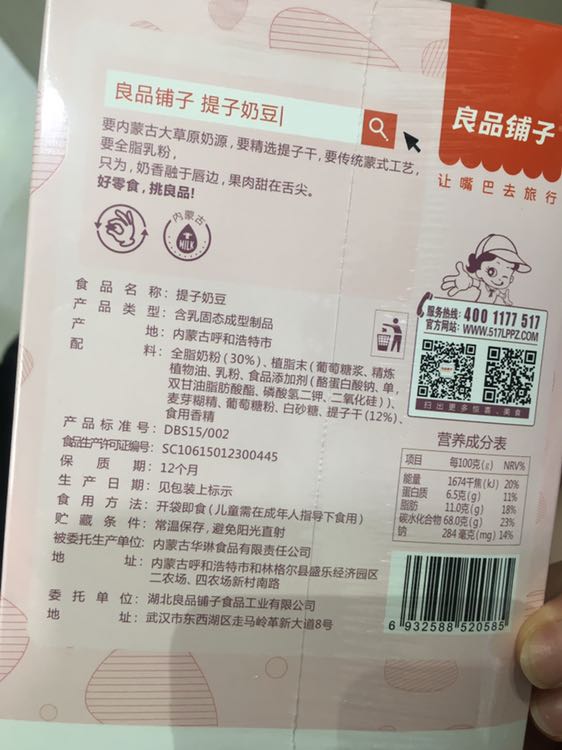 良品铺子 提子奶豆
良品铺子
让嘴巴去旅行
要内蒙古大草原奶源,要精选提子干,要传统蒙式工艺,
要全脂乳粉,
只为,奶香融于唇边,果肉甜在舌尖。
好零食,挑良品!
内蒙古
MILK
食品名称:提子奶豆
产品类型:含乳固态成型制品
产地:内蒙古呼和浩特市
配料:全脂奶粉(30%)、植脂末(葡萄糖浆、精炼
植物油、乳粉、食品添加剂(酪蛋白酸钠、单,
双甘油脂肪酸酯、磷酸氢二钾、二氧化硅))、
麦芽糊精、葡萄糖粉、白砂糖、提子干(12%)、
食用香精
产品标准号:DBS15/002
食品生产许可证编号:SC10615012300445
保质期:12个月
生产日期:见包装上标示
食用方法:开袋即食(儿童需在成年人指导下食用)
贮藏条件:常温保存,避免阳光直射
被委托生产单位:内蒙古华琳食品有限责任公司
地址:内蒙古呼和浩特市和林格尔县盛乐经济园区
二农场、四农场新村南路
委托单位:湖北良品铺子食品工业有限公司
地址:武汉市东西湖区走马岭革新大道8号
服务热线:400 1177 517
官方网站:WWW.517LPPZ.COM
扫出更多惊喜、美食
营养成分表
项目 每100克(g) NRV%
能量 1674千焦(kJ) 20%
蛋白质 6.5克(g) 11%
脂肪 11.0克(g) 18%
碳水化合物 68.0克(g) 23%
钠 284毫克(mg) 14%
6 932588 520585